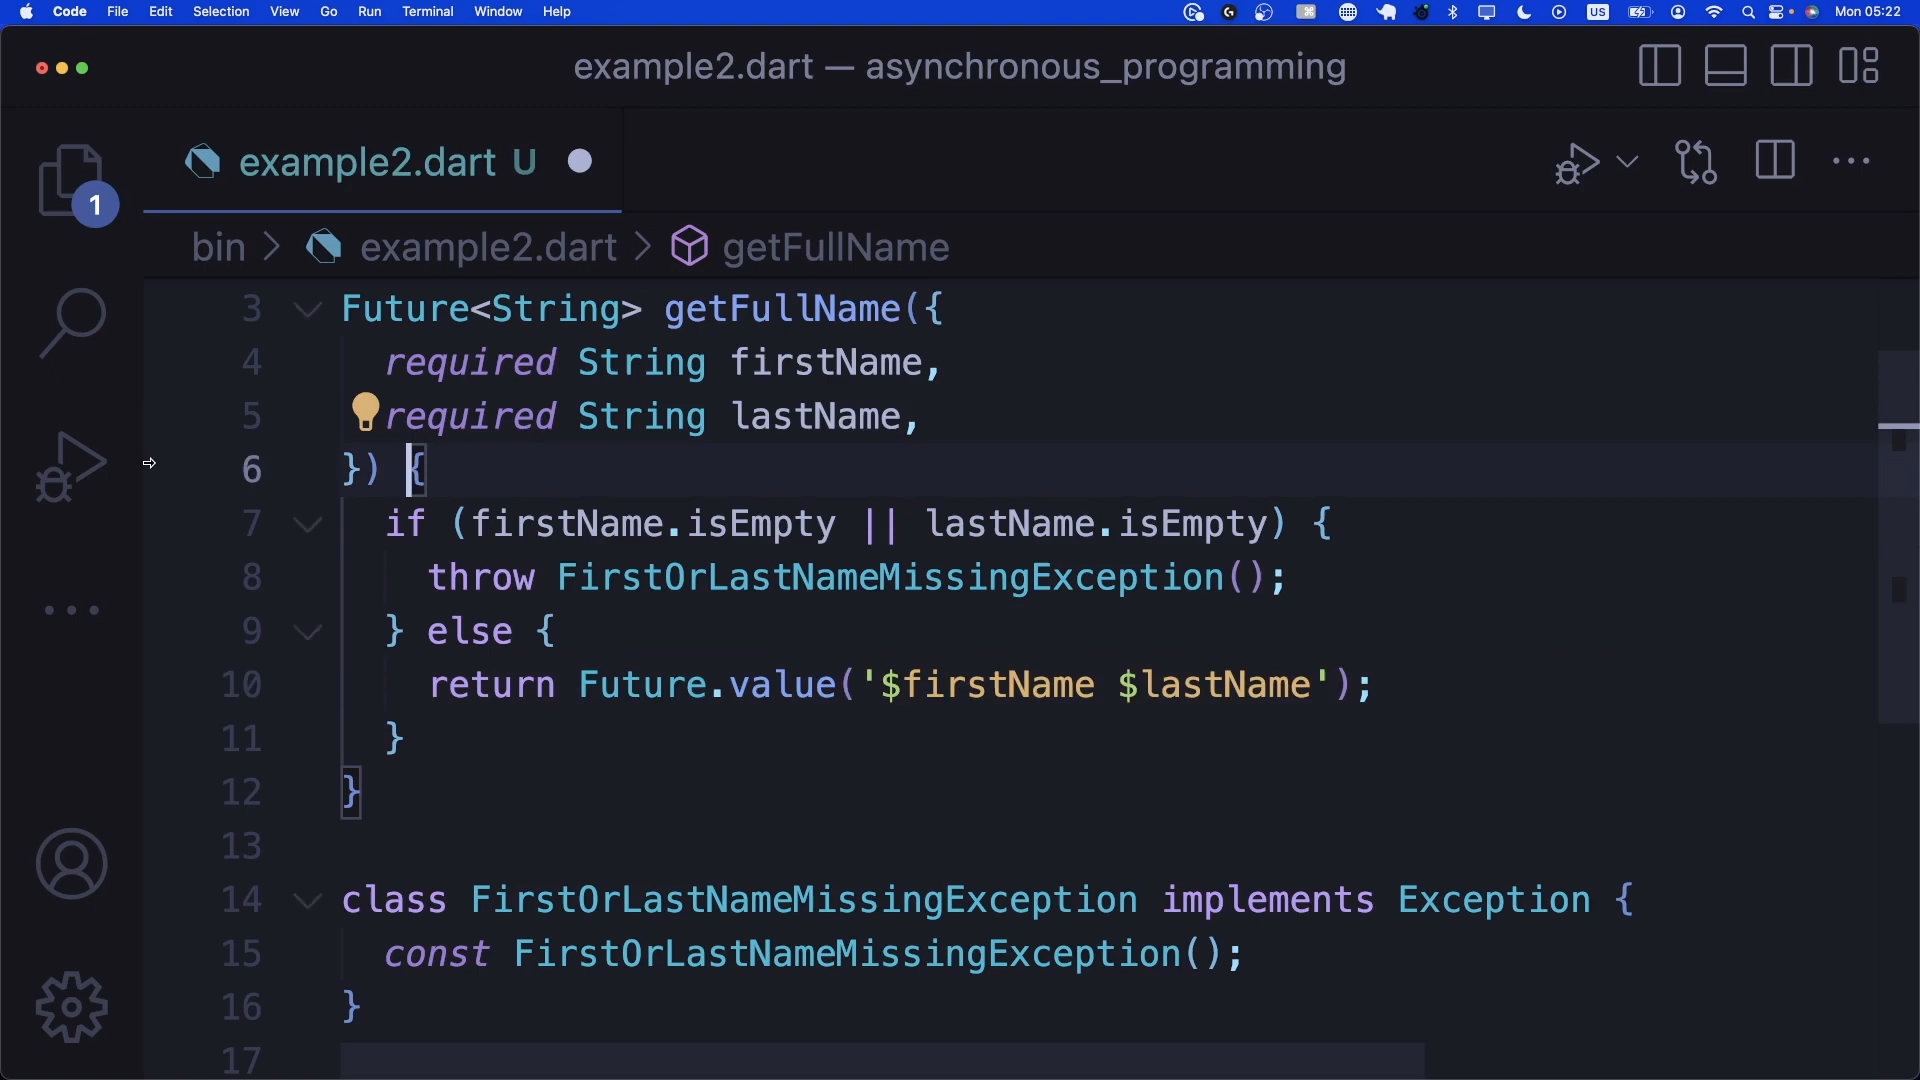 Code File Edit Selection View Go Run Terminal Window Help US Mon 05:22
example2.dart — asynchronous_programming
example2.dart U
1
bin > example2.dart > getFullName
3 Future<String> getFullName({
4 required String firstName,
5 required String lastName,
6 }) {
7 if (firstName.isEmpty || lastName.isEmpty) {
8 throw FirstOrLastNameMissingException();
9 } else {
10 return Future.value('$firstName $lastName');
11 }
12 }
13
14 class FirstOrLastNameMissingException implements Exception {
15 const FirstOrLastNameMissingException();
16 }
17